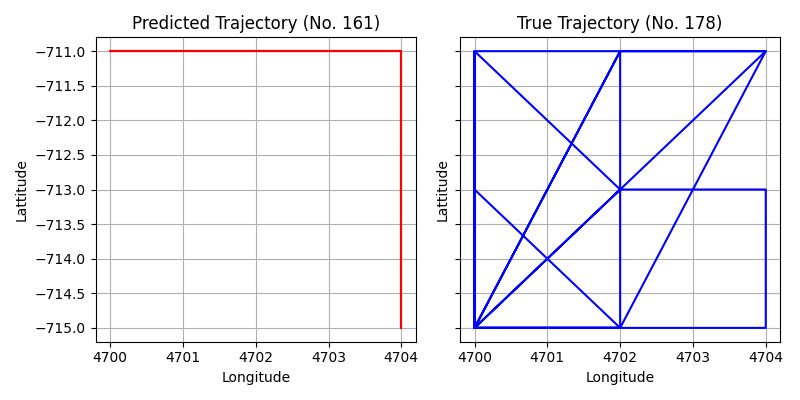 Predicted Trajectory (No. 161)
True Trajectory (No. 178)
Lattitude
−711.0
−711.5
−712.0
−712.5
−713.0
−713.5
−714.0
−714.5
−715.0
4700 4701 4702 4703 4704
Longitude
Lattitude
4700 4701 4702 4703 4704
Longitude